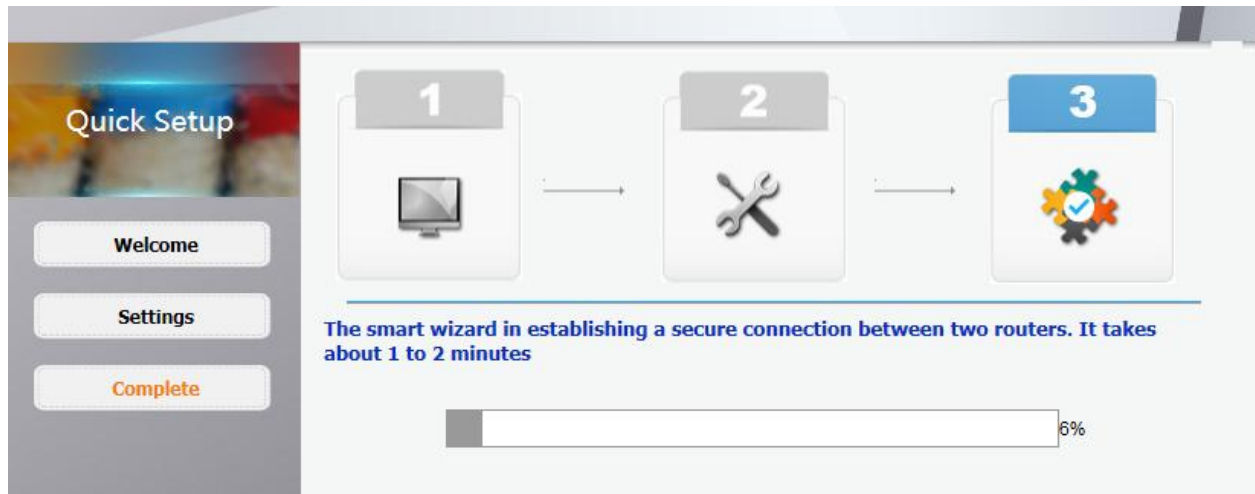 Quick Setup
Welcome
Settings
Complete
1
2
3
The smart wizard in establishing a secure connection between two routers. It takes
about 1 to 2 minutes
6%